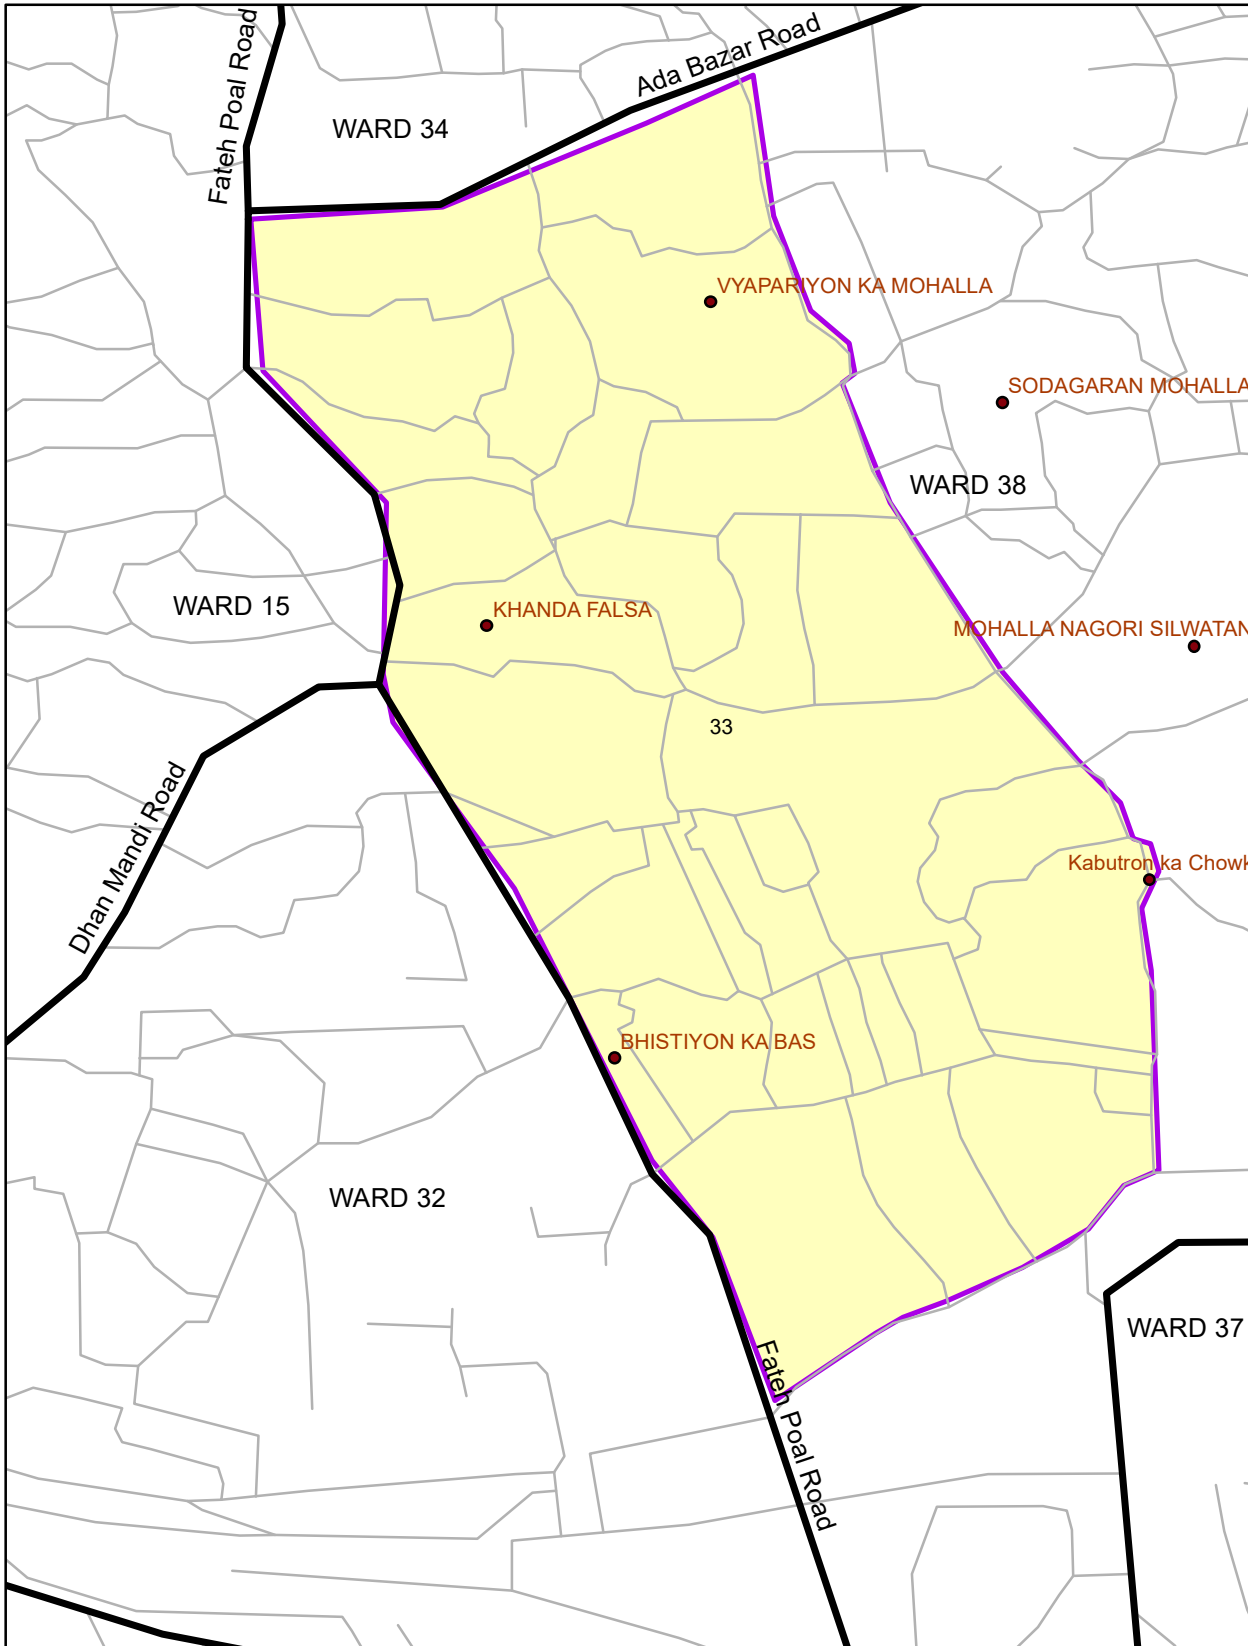 Fateh Poal Road
Ada Bazar Road
WARD 34
VYAPARIYON KA MOHALLA
SODAGARAN MOHALLA
WARD 38
WARD 15
KHANDA FALSA
MOHALLA NAGORI SILWATAN
33
Dhan Mandi Road
Kabutron ka Chowk
BHISTIYON KA BAS
WARD 32
WARD 37
Fateh Poal Road